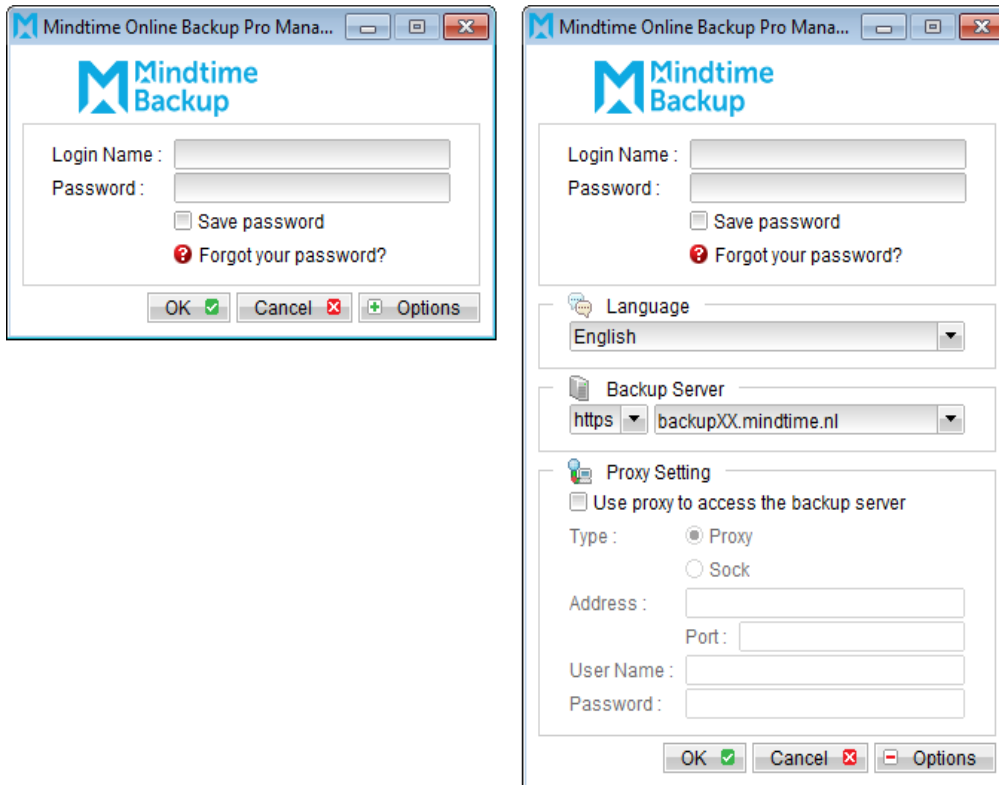 Mindtime Online Backup Pro Mana...
Mindtime
Backup
Login Name :
Password :
Save password
Forgot your password?
OK Cancel Options
Mindtime Online Backup Pro Mana...
Mindtime
Backup
Login Name :
Password :
Save password
Forgot your password?
Language
English
Backup Server
https backupXX.mindtime.nl
Proxy Setting
Use proxy to access the backup server
Type : Proxy
Sock
Address :
Port :
User Name :
Password :
OK Cancel Options